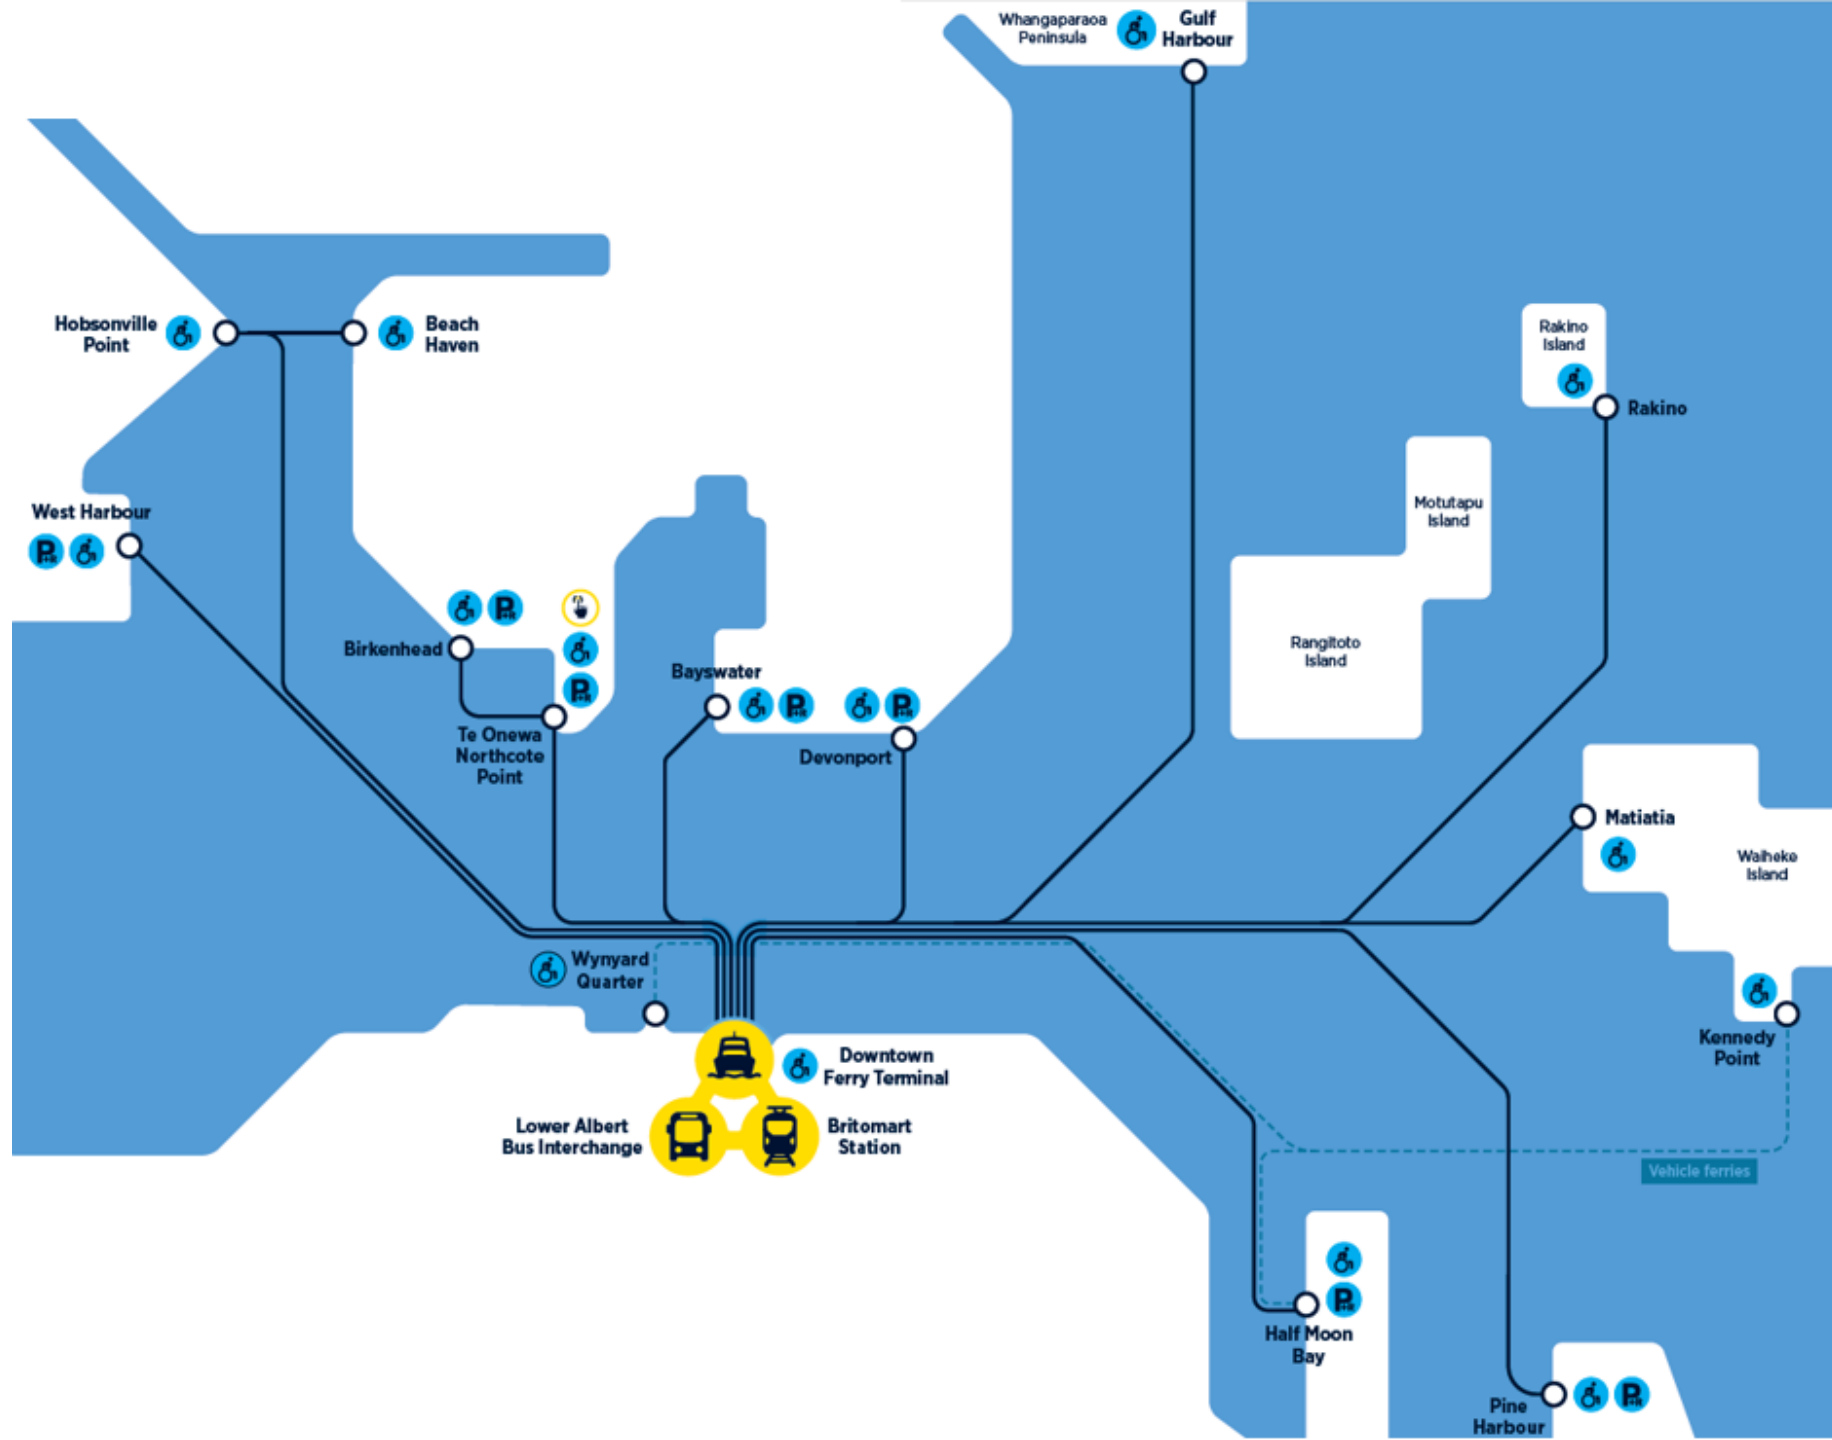 Whangaparaoa
Peninsula
Gulf
Harbour
Hobsonville
Point
Beach
Haven
Rakino
Island
Rakino
West Harbour
P+R
Motutapu
Island
P+R
Birkenhead
Rangitoto
Island
Bayswater
P+R
P+R
P+R
Te Onewa
Northcote
Point
Devonport
Matiatia
Waiheke
Island
Wynyard
Quarter
Kennedy
Point
Downtown
Ferry Terminal
Lower Albert
Bus Interchange
Britomart
Station
Vehicle ferries
P+R
Half Moon
Bay
P+R
Pine
Harbour